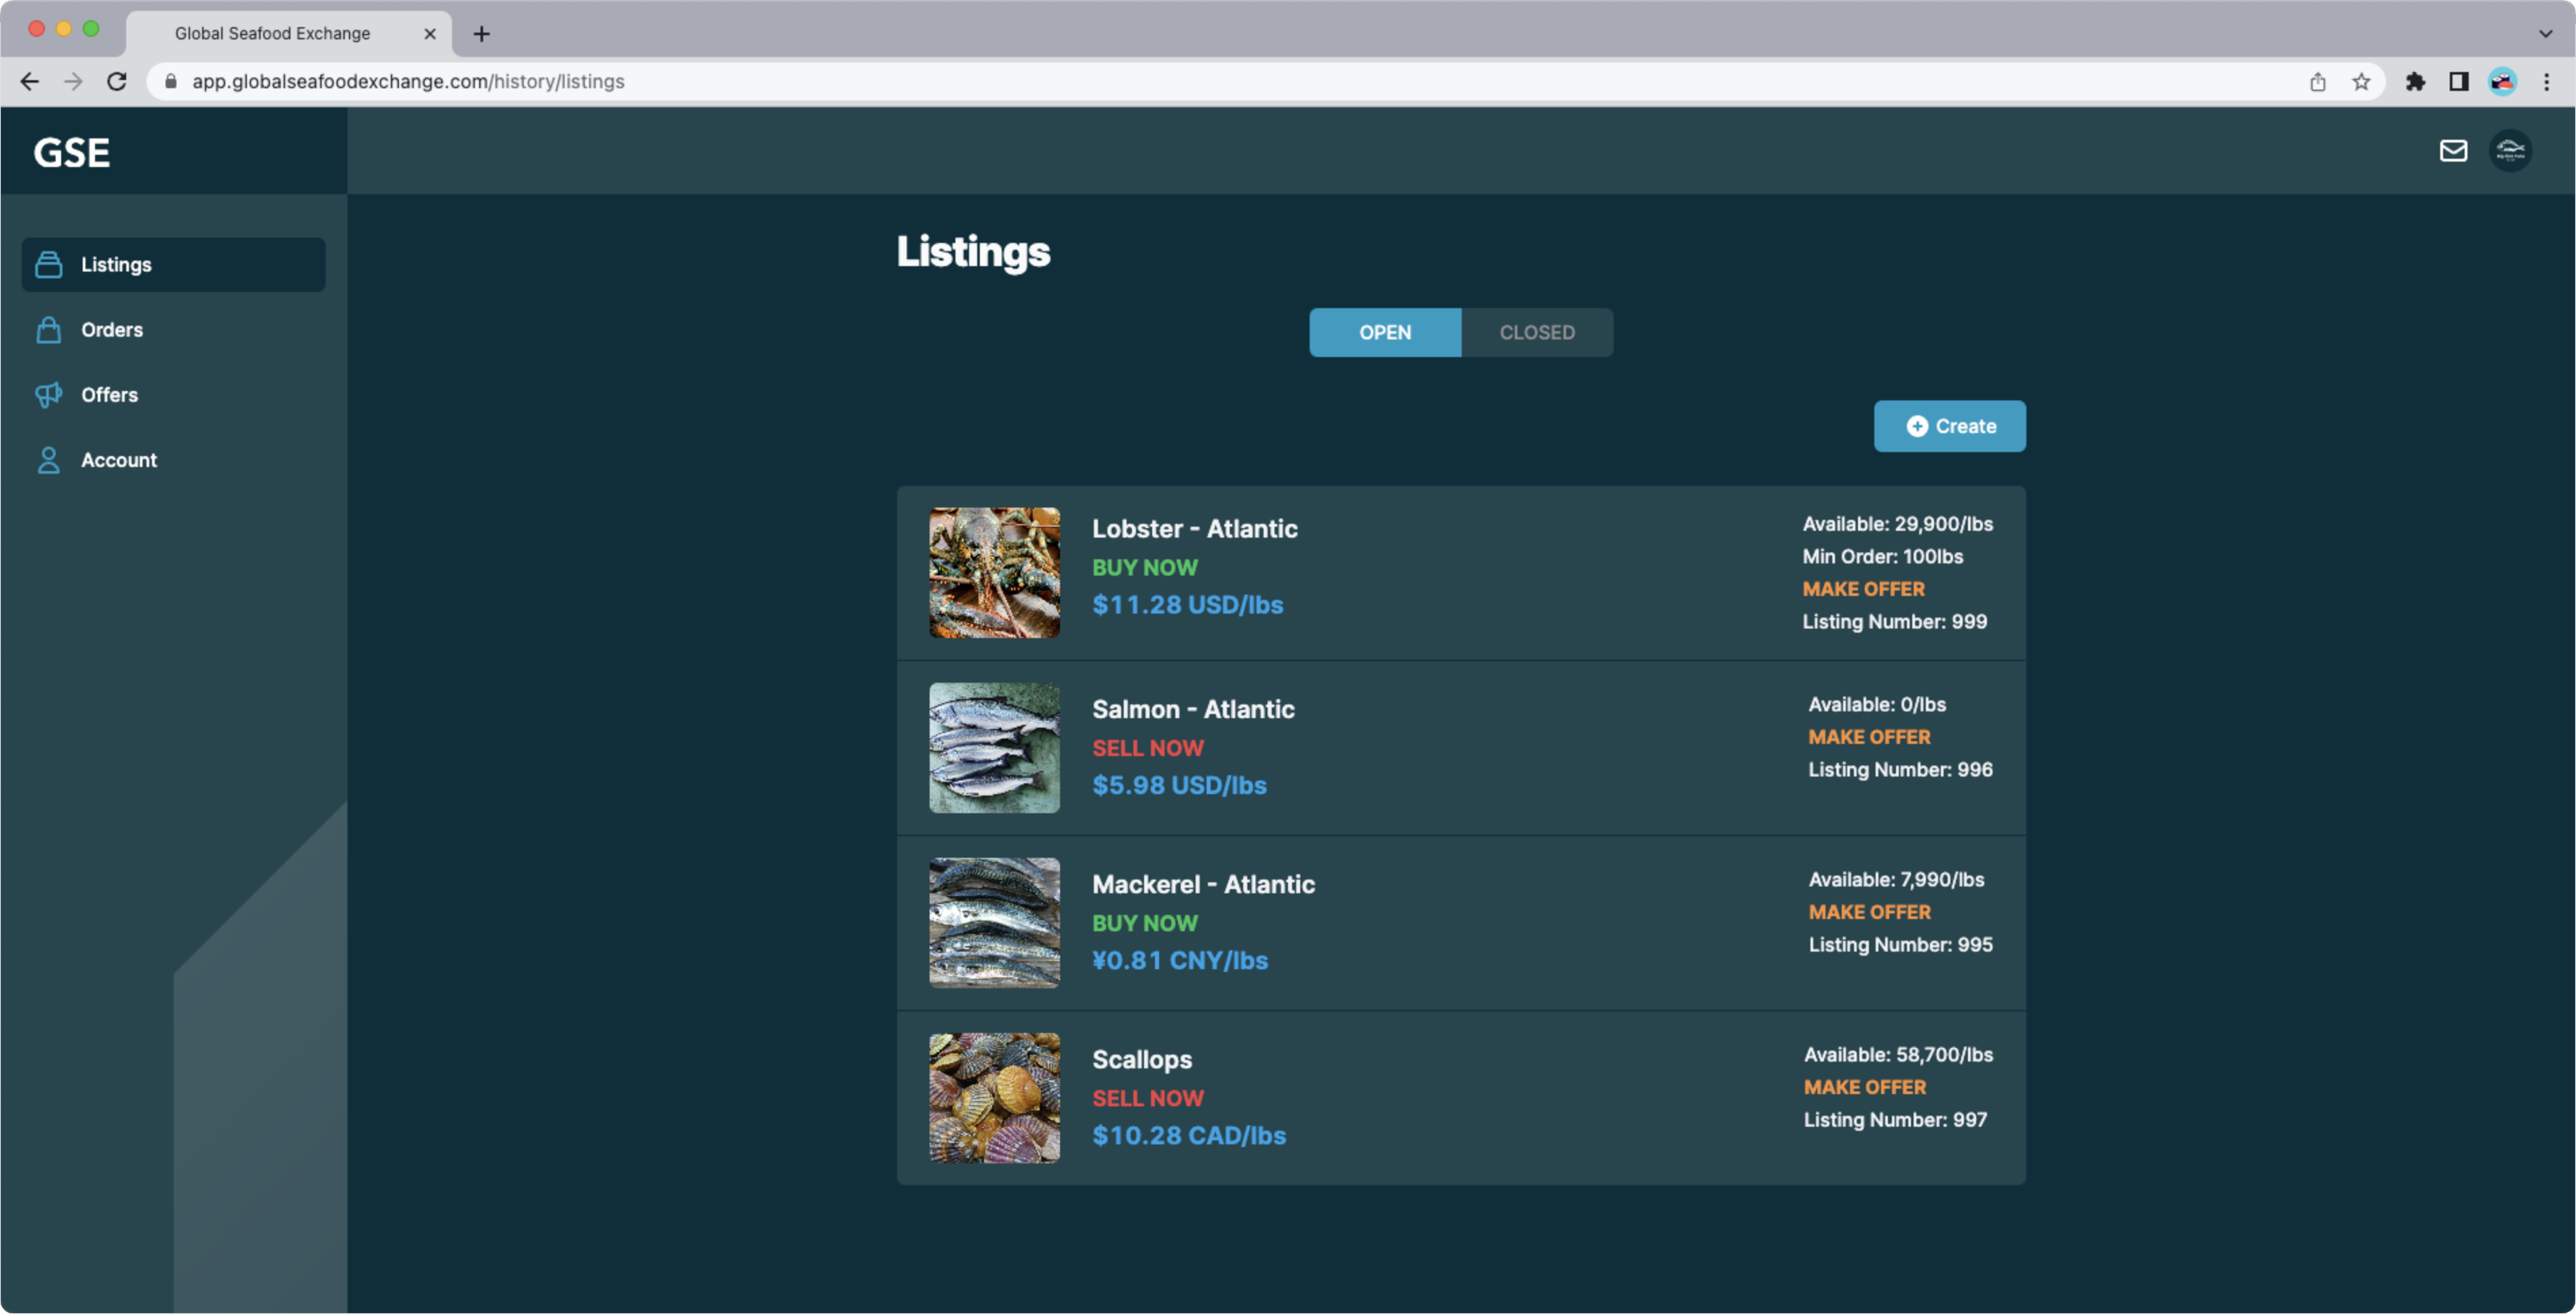 Global Seafood Exchange
app.globalseafoodexchange.com/history/listings
GSE
Listings
Orders
Offers
Account
Listings
OPEN
CLOSED
Create
Lobster - Atlantic
BUY NOW
$11.28 USD/lbs
Available: 29,900/lbs
Min Order: 100lbs
MAKE OFFER
Listing Number: 999
Salmon - Atlantic
SELL NOW
$5.98 USD/lbs
Available: 0/lbs
MAKE OFFER
Listing Number: 996
Mackerel - Atlantic
BUY NOW
¥0.81 CNY/lbs
Available: 7,990/lbs
MAKE OFFER
Listing Number: 995
Scallops
SELL NOW
$10.28 CAD/lbs
Available: 58,700/lbs
MAKE OFFER
Listing Number: 997